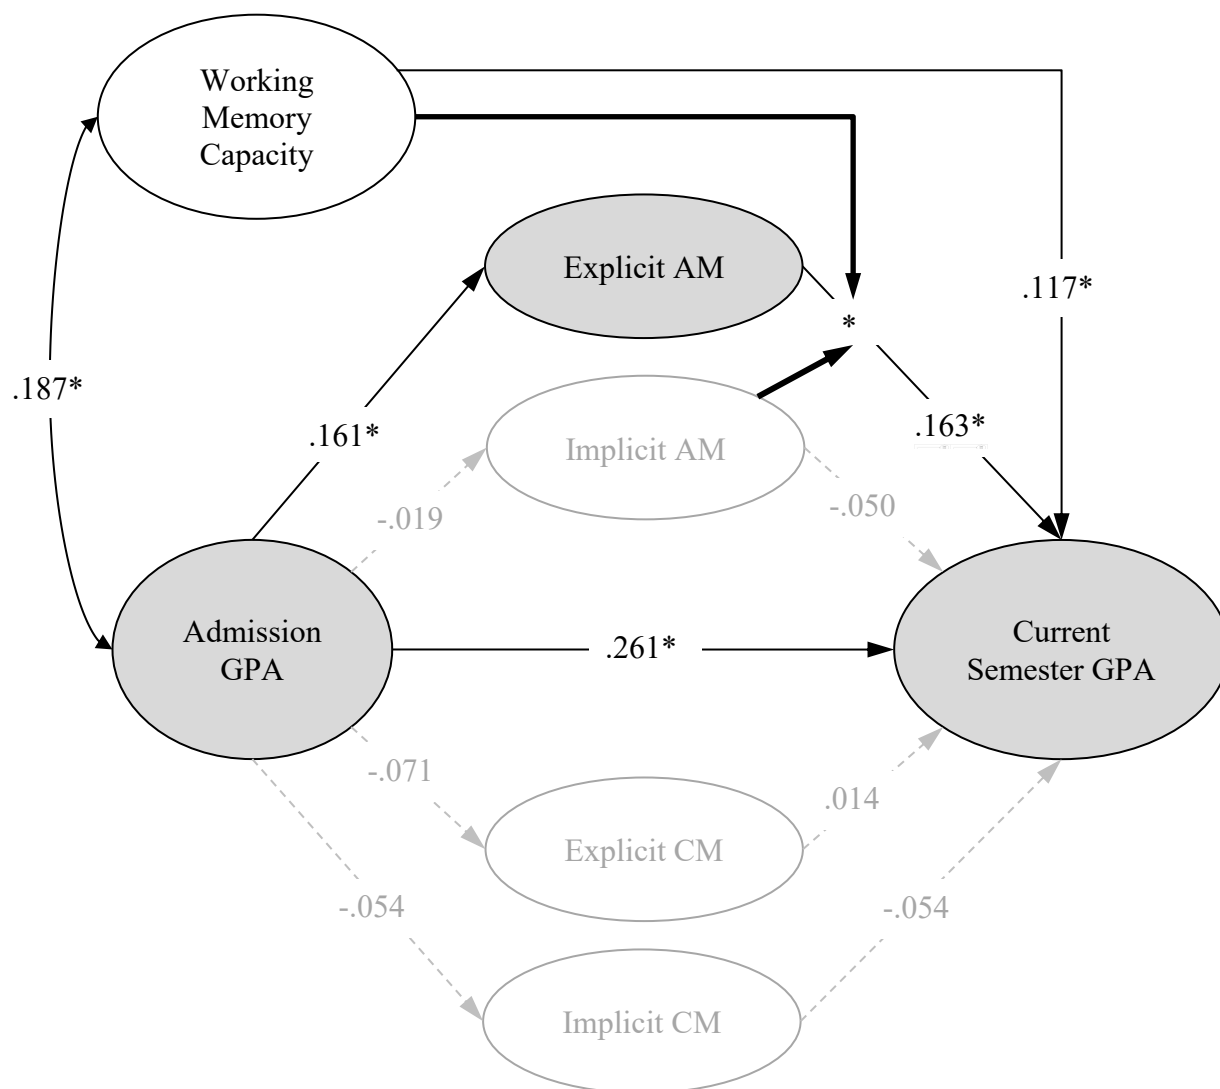 Working
Memory
Capacity
Explicit AM
.117*
*
.187*
.161*
Implicit AM
.163*
-.019
-.050
Admission
GPA
.261*
Current
Semester GPA
-.071
.014
Explicit CM
-.054
-.054
Implicit CM